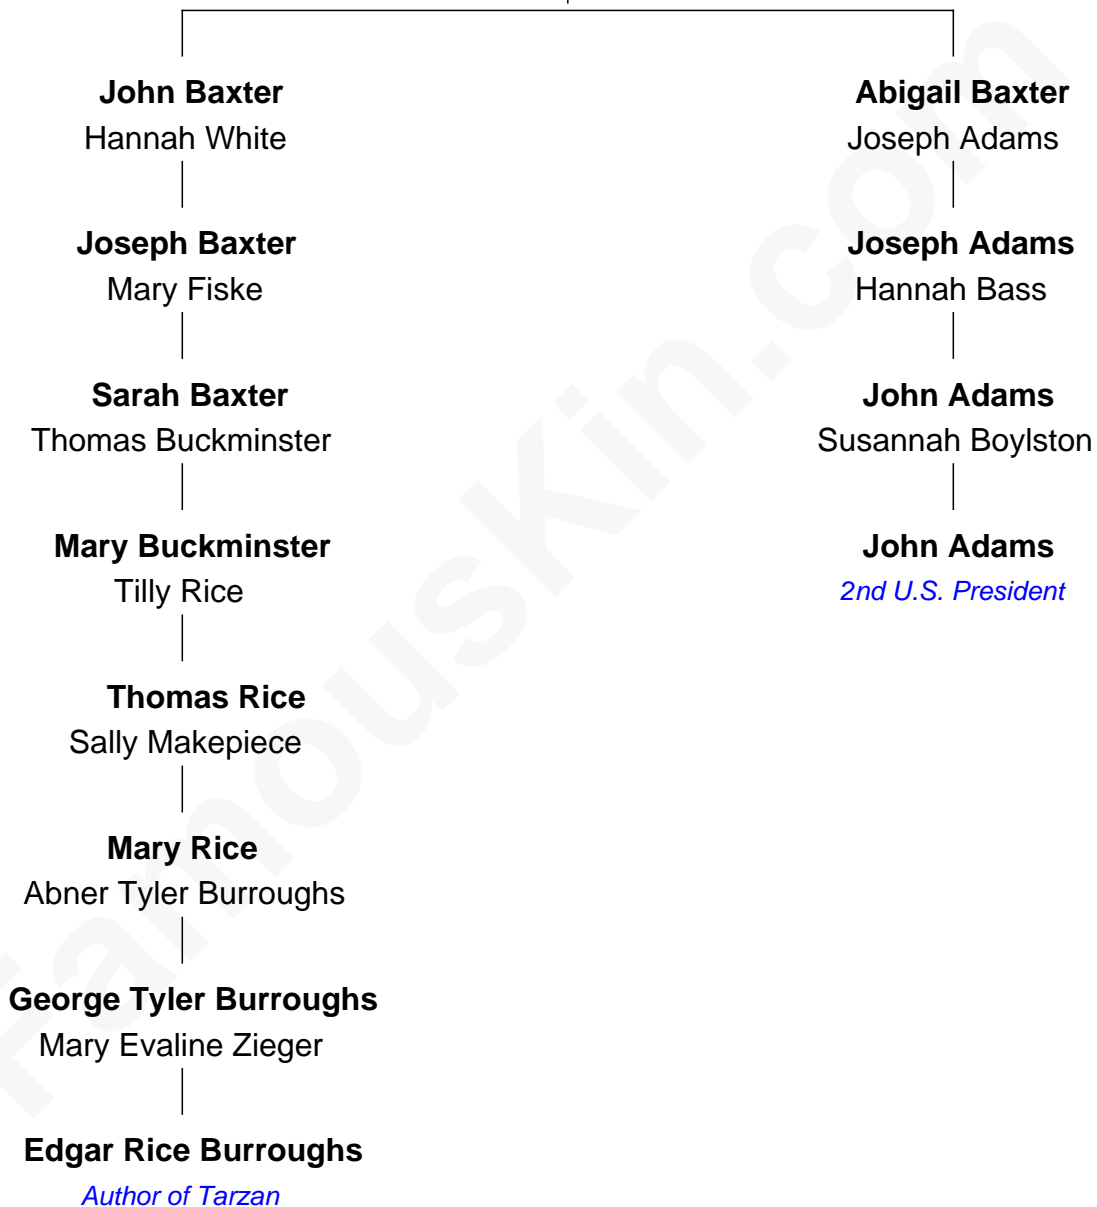 John Baxter
Hannah White
Abigail Baxter
Joseph Adams
Joseph Baxter
Mary Fiske
Joseph Adams
Hannah Bass
Sarah Baxter
Thomas Buckminster
John Adams
Susannah Boylston
Mary Buckminster
Tilly Rice
John Adams
2nd U.S. President
Thomas Rice
Sally Makepiece
Mary Rice
Abner Tyler Burroughs
George Tyler Burroughs
Mary Evaline Zieger
Edgar Rice Burroughs
Author of Tarzan
FamousKin.com